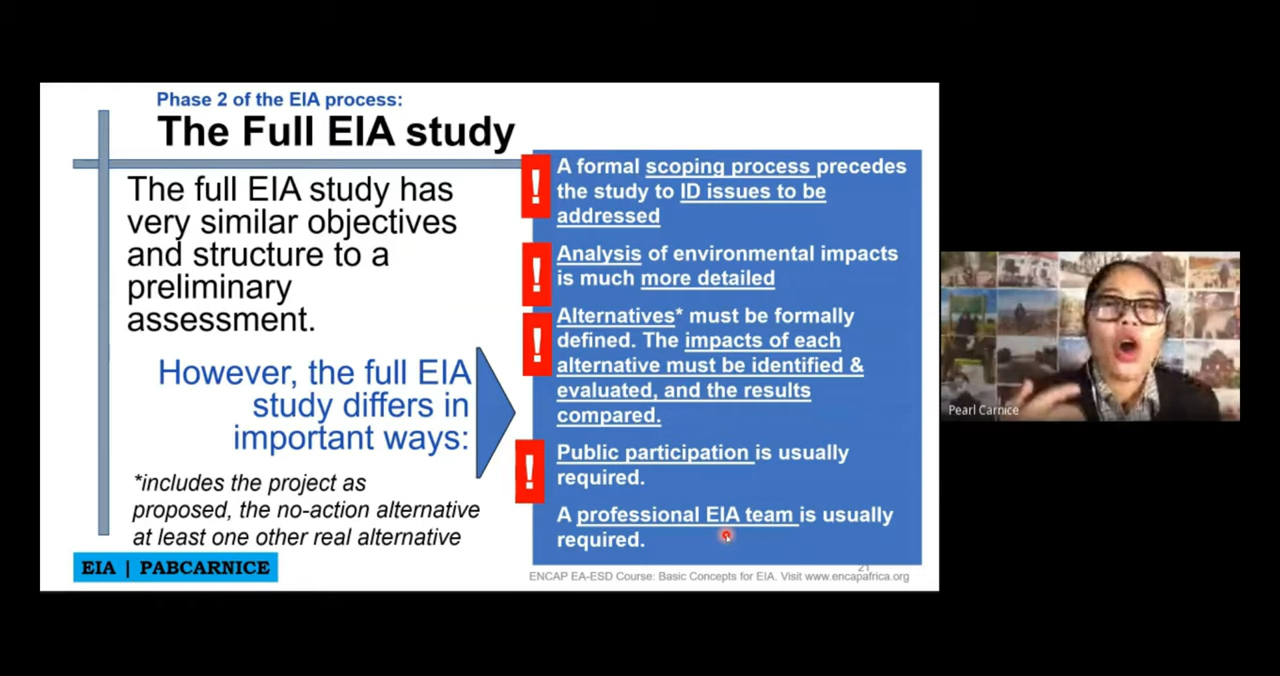 Phase 2 of the EIA process:
The Full EIA study
The full EIA study has
very similar objectives
and structure to a
preliminary
assessment.
However, the full EIA
study differs in
important ways:
*includes the project as
proposed, the no-action alternative
at least one other real alternative
EIA | PABCARNICE
!
A formal scoping process precedes
the study to ID issues to be
addressed
!
Analysis of environmental impacts
is much more detailed
!
Alternatives* must be formally
defined. The impacts of each
alternative must be identified &
evaluated, and the results
compared.
!
Public participation is usually
required.
A professional EIA team is usually
required.
21
ENCAP EA-ESD Course: Basic Concepts for EIA. Visit www.encapafrica.org
Pearl Carnice